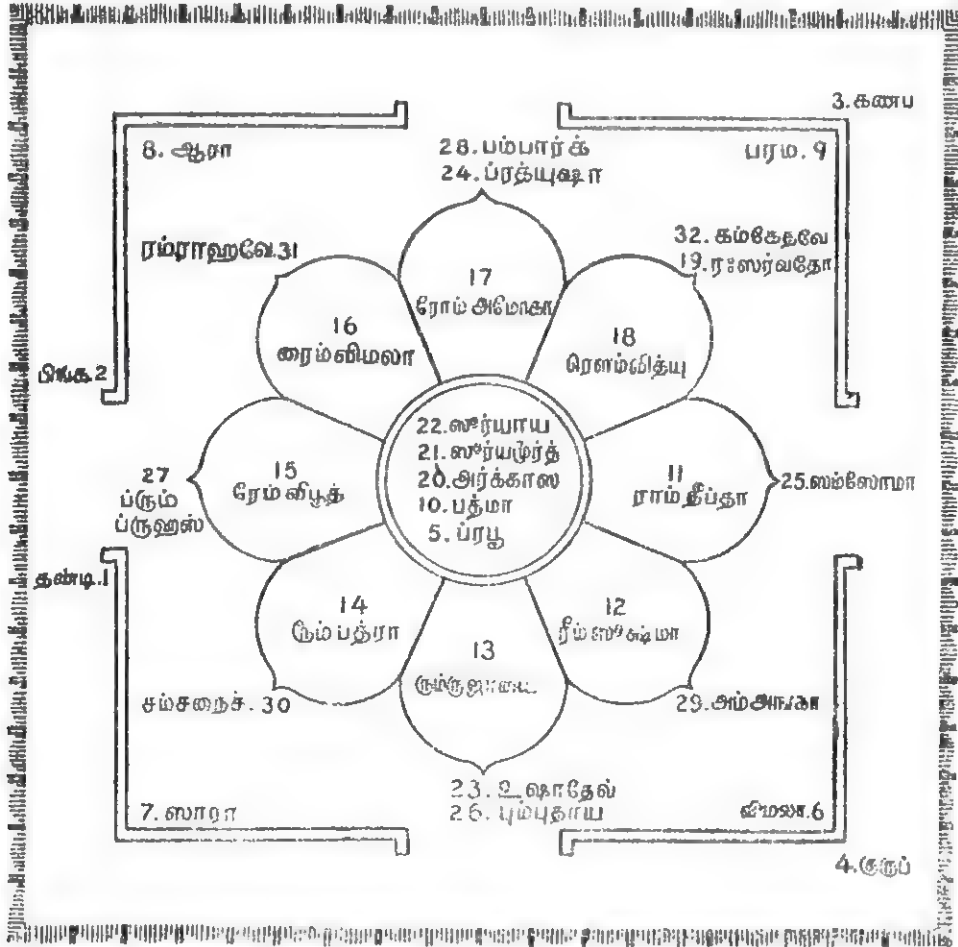 3. கணப
8. ஆரா
28. பம்பார்க்
பரம. 9
24. ப்ரத்யுஷா
ரம்ராஹவே.31
32. கம்கேதவே
19. ர:ஸர்வதோ
17
ரோம் அமோகா
16
ரைம்விமலா
18
ரௌம்வித்யு
பிங்க.2
22.ஸூர்யாய
21. ஸூர்யமூர்த்
20.அர்க்காஸ
10. பத்மா
5. ப்ரபூ
27
ப்ரும்
ப்ருஹஸ்
15
ரேம் விபூத்
11
ராம் தீப்தா
25.ஸம்ஸோமா
தண்டி.1
14
பத்ரா
12
ரீம்ஸூக்ஷ்மா
13
சம்சநைச். 30
29.அம்அங்கா
23. உஷாதேவ்
26. பும்புதாய
7. ஸாரா
விமலா.6
4.குருப்